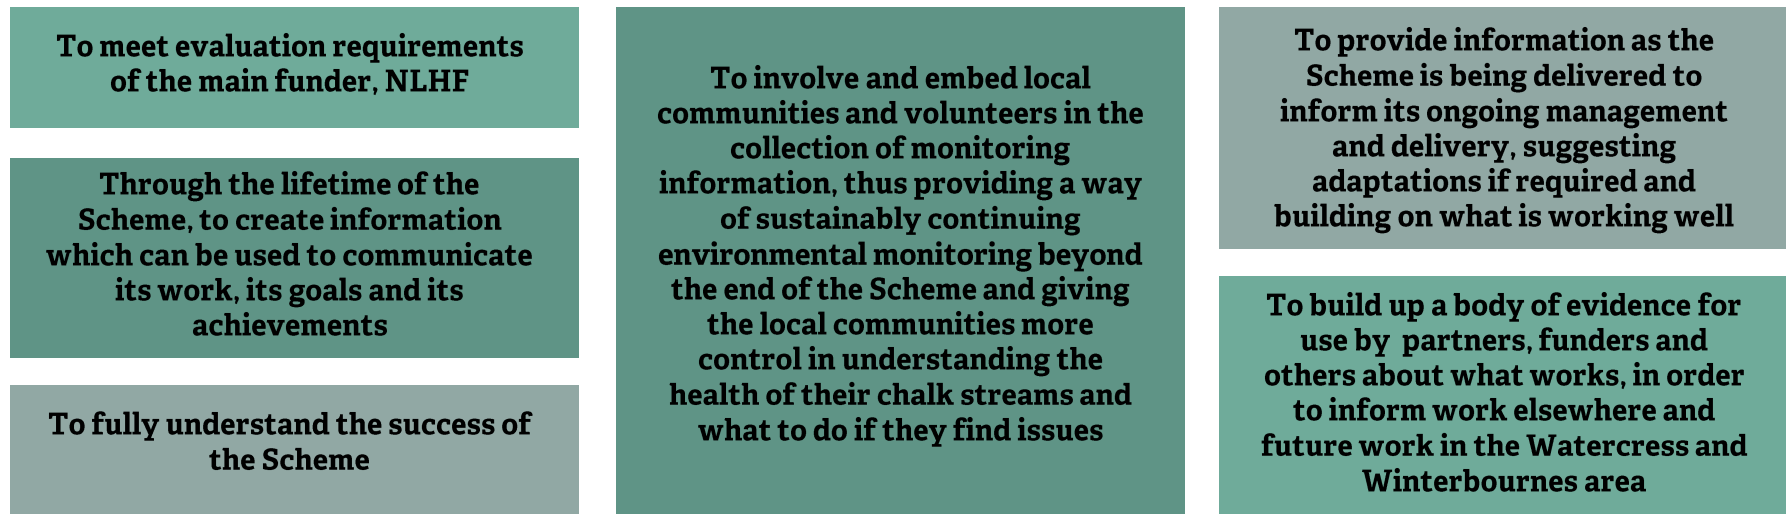 To meet evaluation requirements
of the main funder, NLHF
Through the lifetime of the
Scheme, to create information
which can be used to communicate
its work, its goals and its
achievements
To fully understand the success of
the Scheme
To involve and embed local
communities and volunteers in the
collection of monitoring
information, thus providing a way
of sustainably continuing
environmental monitoring beyond
the end of the Scheme and giving
the local communities more
control in understanding the
health of their chalk streams and
what to do if they find issues
To provide information as the
Scheme is being delivered to
inform its ongoing management
and delivery, suggesting
adaptations if required and
building on what is working well
To build up a body of evidence for
use by  partners, funders and
others about what works, in order
to inform work elsewhere and
future work in the Watercress and
Winterbournes area